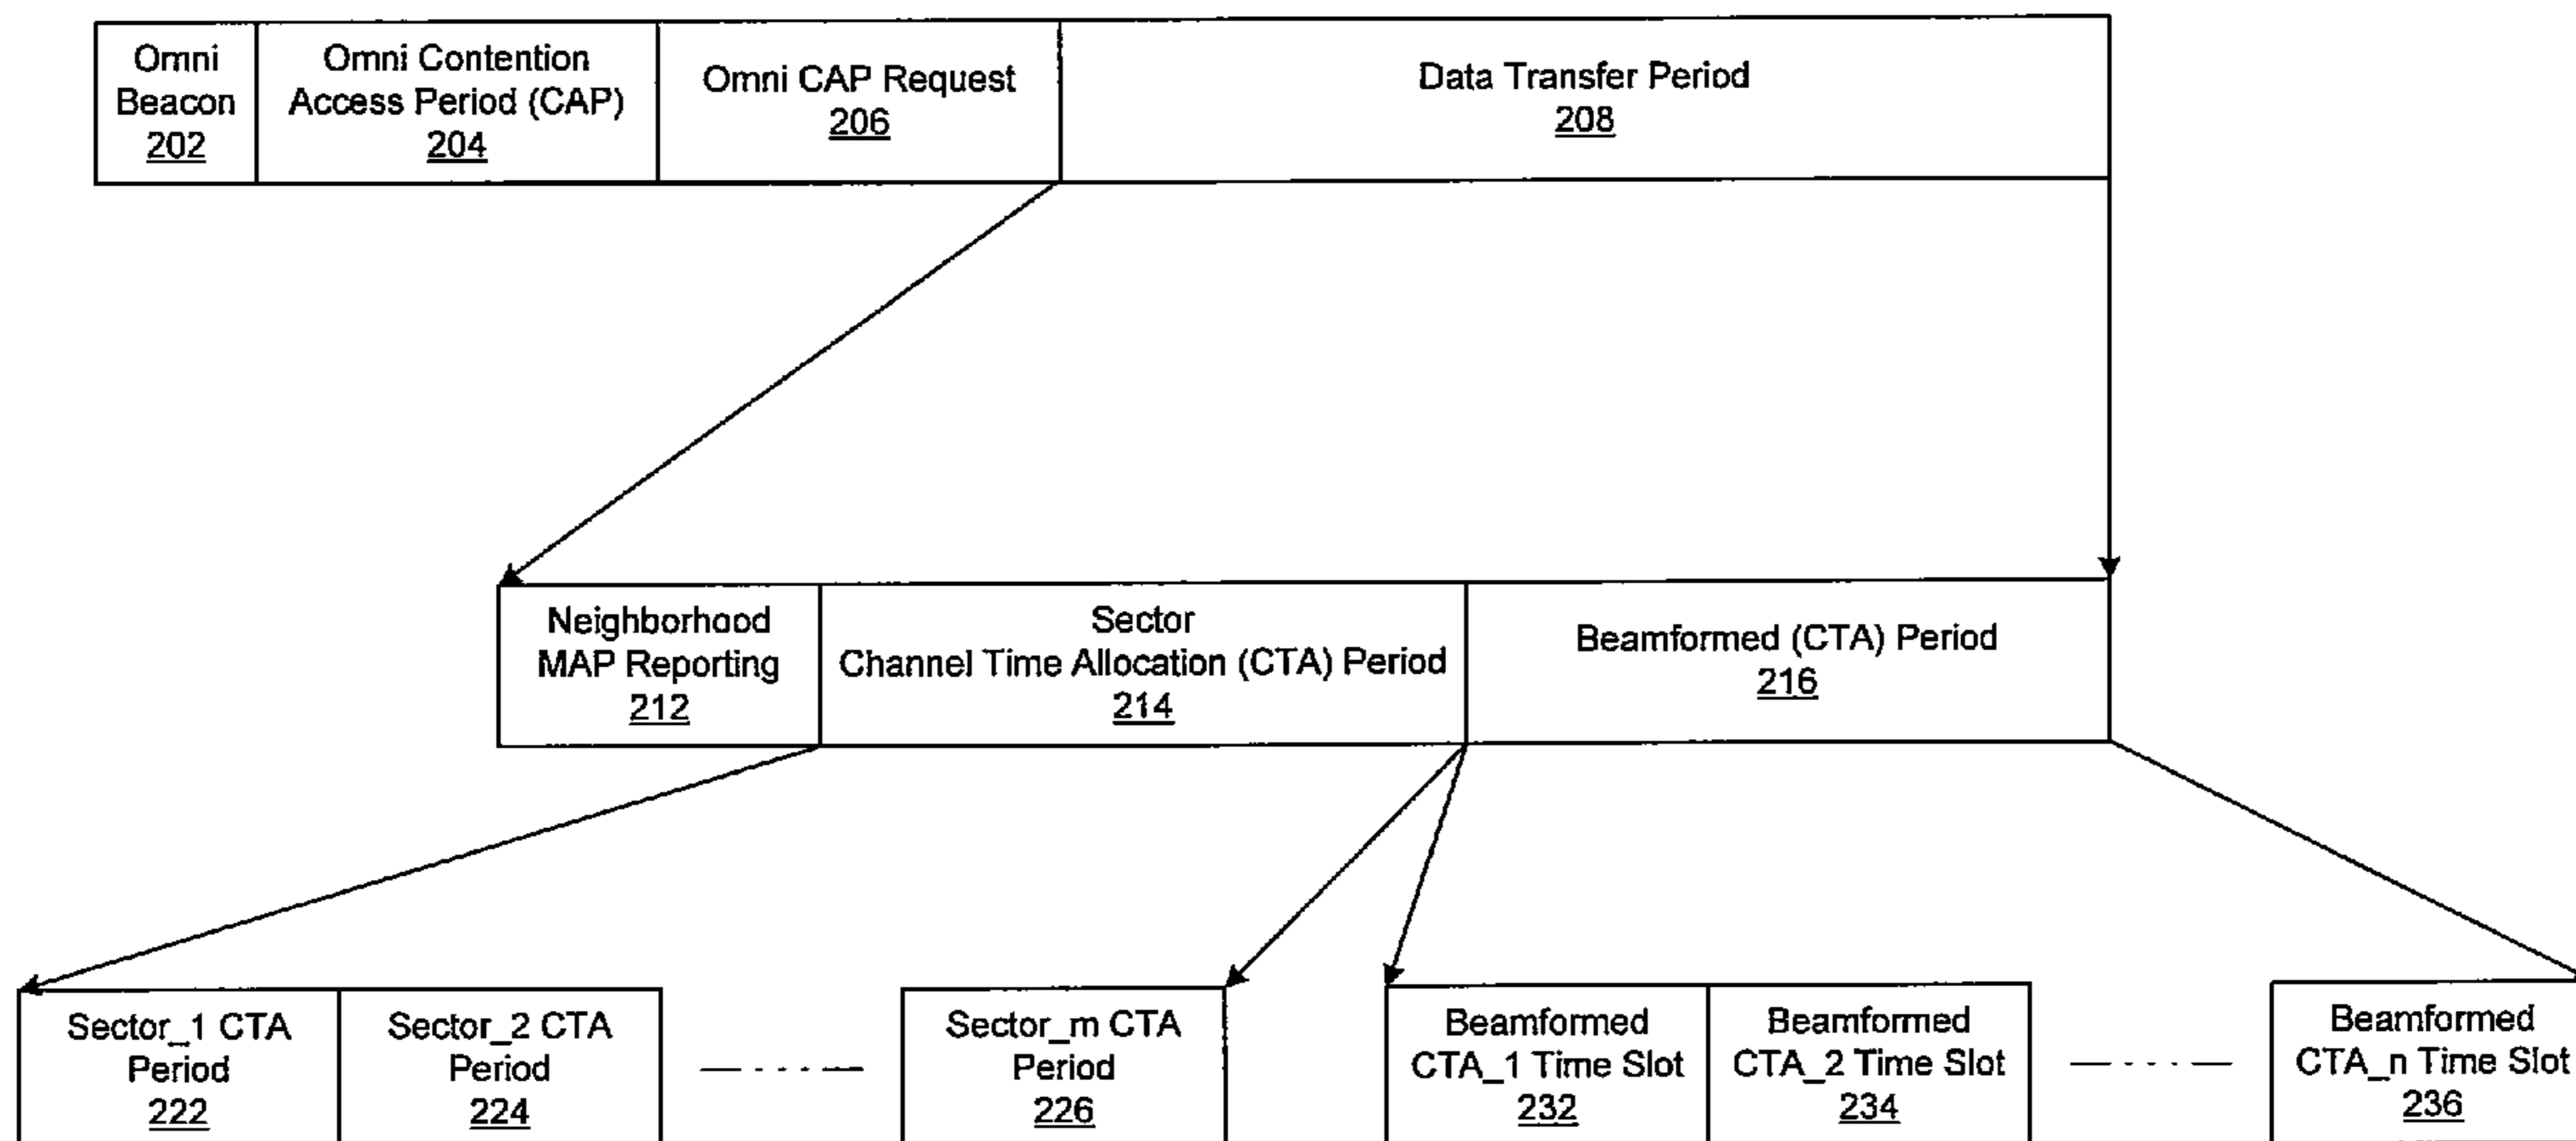 Omni
Beacon
202
Omni Contention
Access Period (CAP)
204
Omni CAP Request
206
Data Transfer Period
208
Neighborhood
MAP Reporting
212
Sector
Channel Time Allocation (CTA) Period
214
Beamformed (CTA) Period
216
Sector_1 CTA
Period
222
Sector_2 CTA
Period
224
Sector_m CTA
Period
226
Beamformed
CTA_1 Time Slot
232
Beamformed
CTA_2 Time Slot
234
Beamformed
CTA_n Time Slot
236